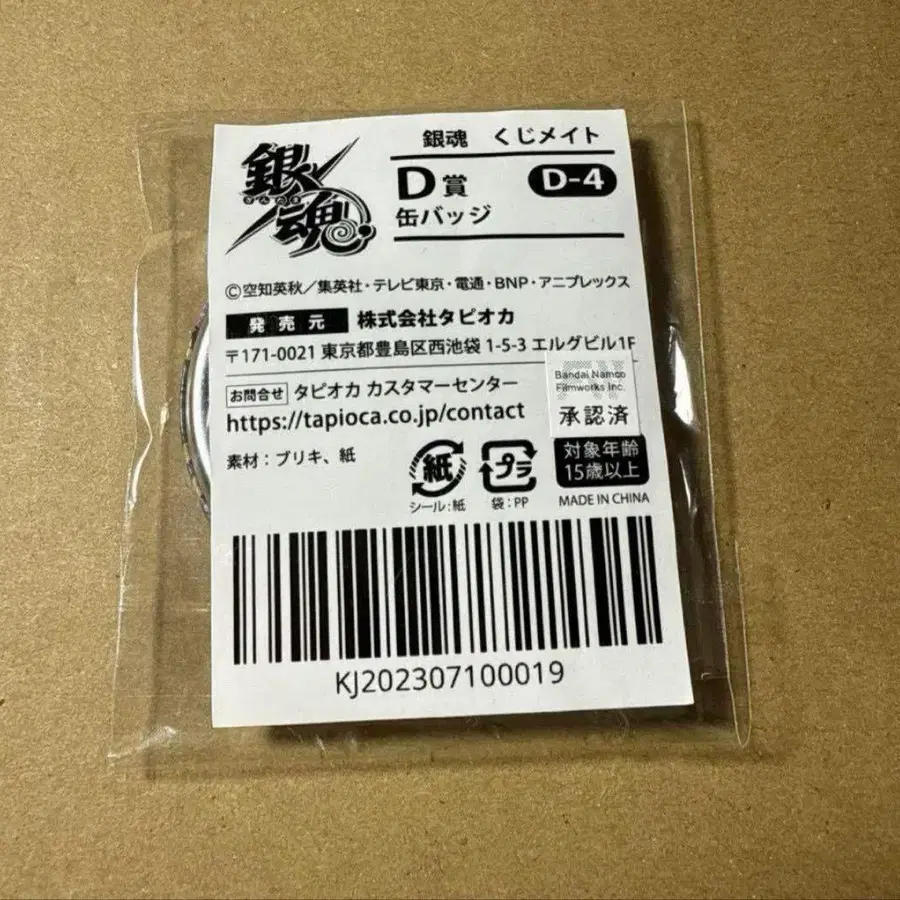 銀魂
ぎんたま
銀魂 くじメイト
D賞 D-4
缶バッジ
©空知英秋／集英社・テレビ東京・電通・BNP・アニプレックス
発売元 株式会社タピオカ
〒171-0021 東京都豊島区西池袋 1-5-3 エルグビル1F
お問合せ タピオカ カスタマーセンター
https://tapioca.co.jp/contact
Bandai Namco
Filmworks Inc.
承認済
素材：ブリキ、紙
紙
シール：紙
プラ
袋：PP
対象年齢
15歳以上
MADE IN CHINA
KJ202307100019